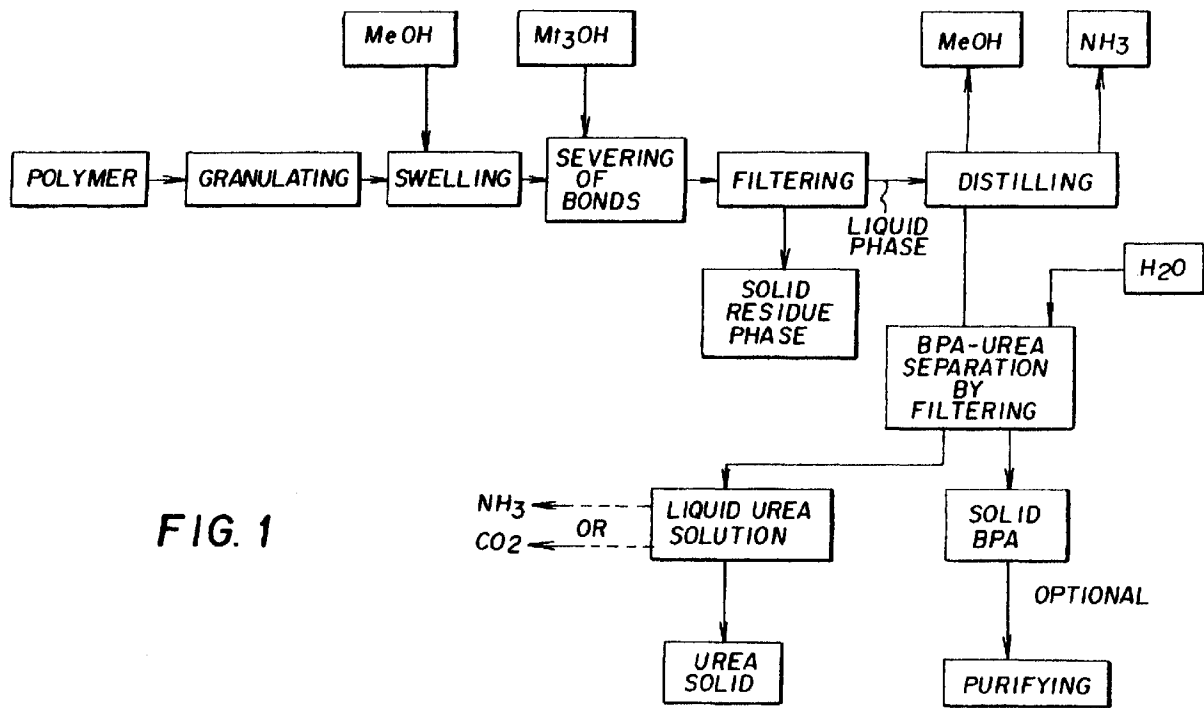 MeOH
Mt3OH
MeOH
NH3
POLYMER
GRANULATING
SWELLING
SEVERING
OF
BONDS
FILTERING
LIQUID
PHASE
DISTILLING
SOLID
RESIDUE
PHASE
H2O
BPA-UREA
SEPARATION
BY
FILTERING
NH3
OR
CO2
LIQUID UREA
SOLUTION
SOLID
BPA
FIG. 1
OPTIONAL
UREA
SOLID
PURIFYING